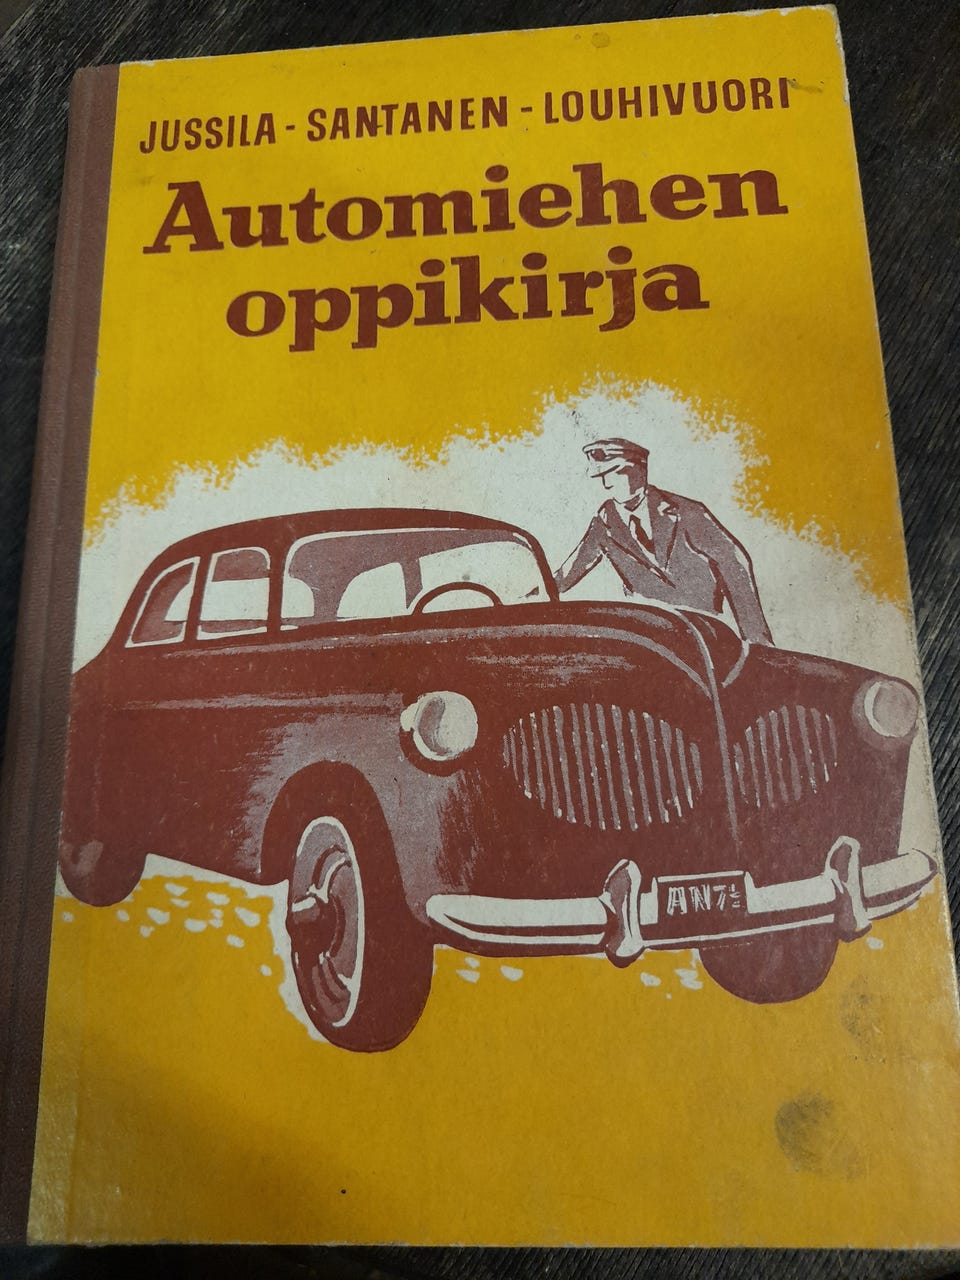 JUSSILA - SANTANEN - LOUHIVUORI
Automiehen
oppikirja